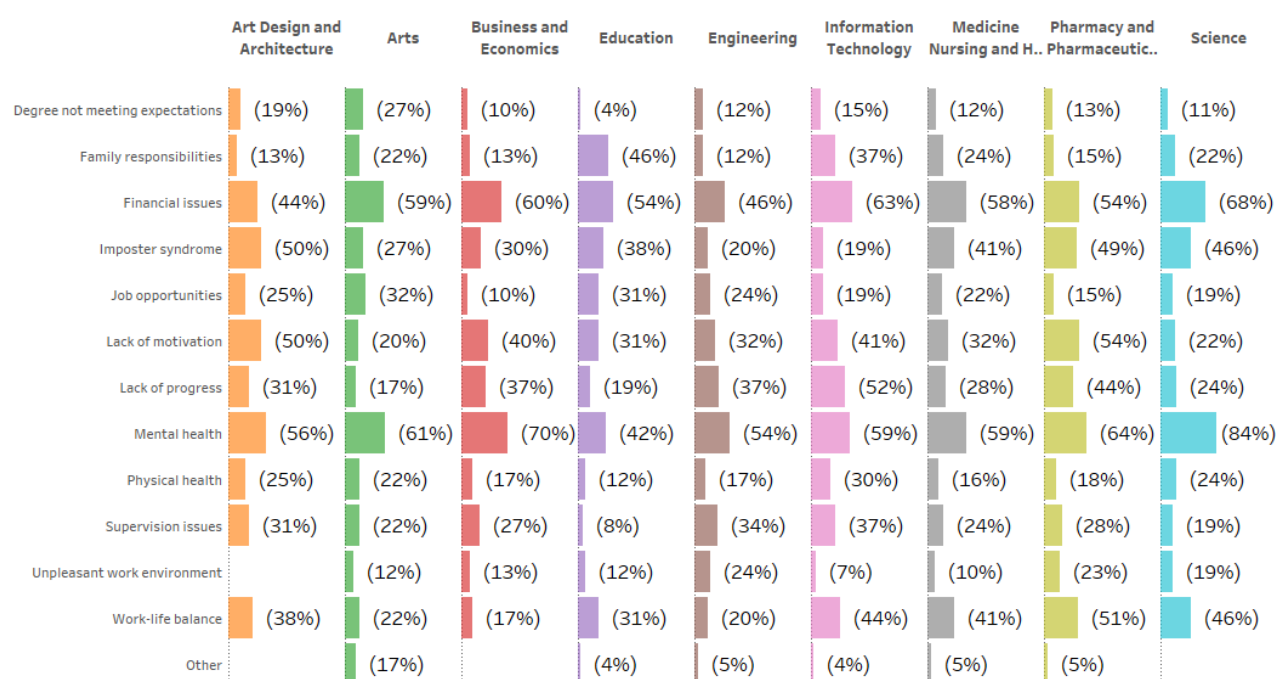 Art Design and Architecture
Arts
Business and Economics
Education
Engineering
Information Technology
Medicine Nursing and H..
Pharmacy and Pharmaceutic..
Science
Degree not meeting expectations (19%) (27%) (10%) (4%) (12%) (15%) (12%) (13%) (11%)
Family responsibilities (13%) (22%) (13%) (46%) (12%) (37%) (24%) (15%) (22%)
Financial issues (44%) (59%) (60%) (54%) (46%) (63%) (58%) (54%) (68%)
Imposter syndrome (50%) (27%) (30%) (38%) (20%) (19%) (41%) (49%) (46%)
Job opportunities (25%) (32%) (10%) (31%) (24%) (19%) (22%) (15%) (19%)
Lack of motivation (50%) (20%) (40%) (31%) (32%) (41%) (32%) (54%) (22%)
Lack of progress (31%) (17%) (37%) (19%) (37%) (52%) (28%) (44%) (24%)
Mental health (56%) (61%) (70%) (42%) (54%) (59%) (59%) (64%) (84%)
Physical health (25%) (22%) (17%) (12%) (17%) (30%) (16%) (18%) (24%)
Supervision issues (31%) (22%) (27%) (8%) (34%) (37%) (24%) (28%) (19%)
Unpleasant work environment (12%) (13%) (12%) (24%) (7%) (10%) (23%) (19%)
Work-life balance (38%) (22%) (17%) (31%) (20%) (44%) (41%) (51%) (46%)
Other (17%) (4%) (5%) (4%) (5%) (5%)